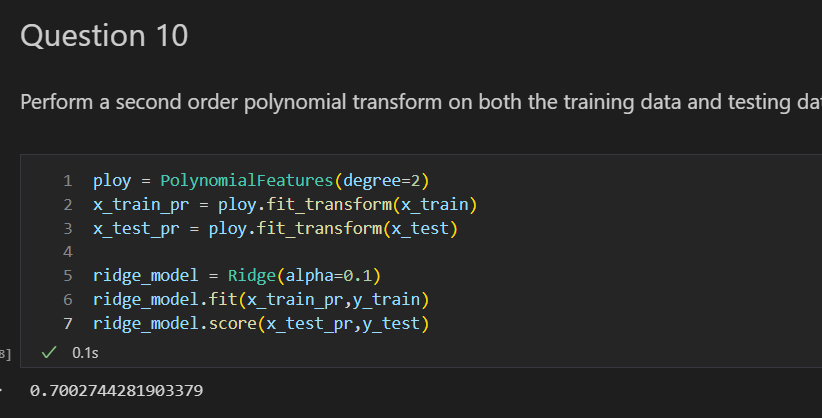 Question 10
Perform a second order polynomial transform on both the training data and testing
1 ploy = PolynomialFeatures(degree=2)
2 x_train_pr = ploy.fit_transform(x_train)
3 x_test_pr = ploy.fit_transform(x_test)
4
5 ridge_model = Ridge(alpha=0.1)
6 ridge_model.fit(x_train_pr,y_train)
7 ridge_model.score(x_test_pr,y_test)
8] 0.1s
0.7002744281903379